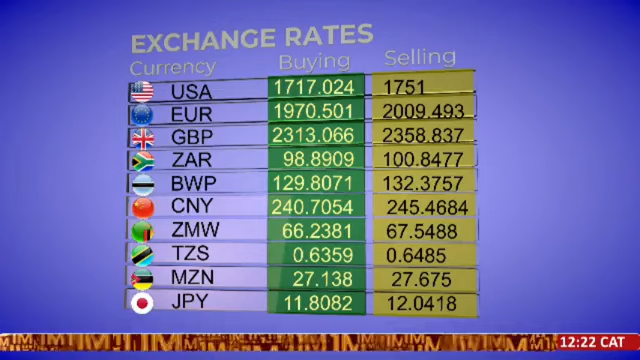 EXCHANGE RATES
Currency Buying Selling
USA 1717.024 1751
EUR 1970.501 2009.493
GBP 2313.066 2358.837
ZAR 98.8909 100.8477
BWP 129.8071 132.3757
CNY 240.7054 245.4684
ZMW 66.2381 67.5488
TZS 0.6359 0.6485
MZN 27.138 27.675
JPY 11.8082 12.0418
12:22 CAT